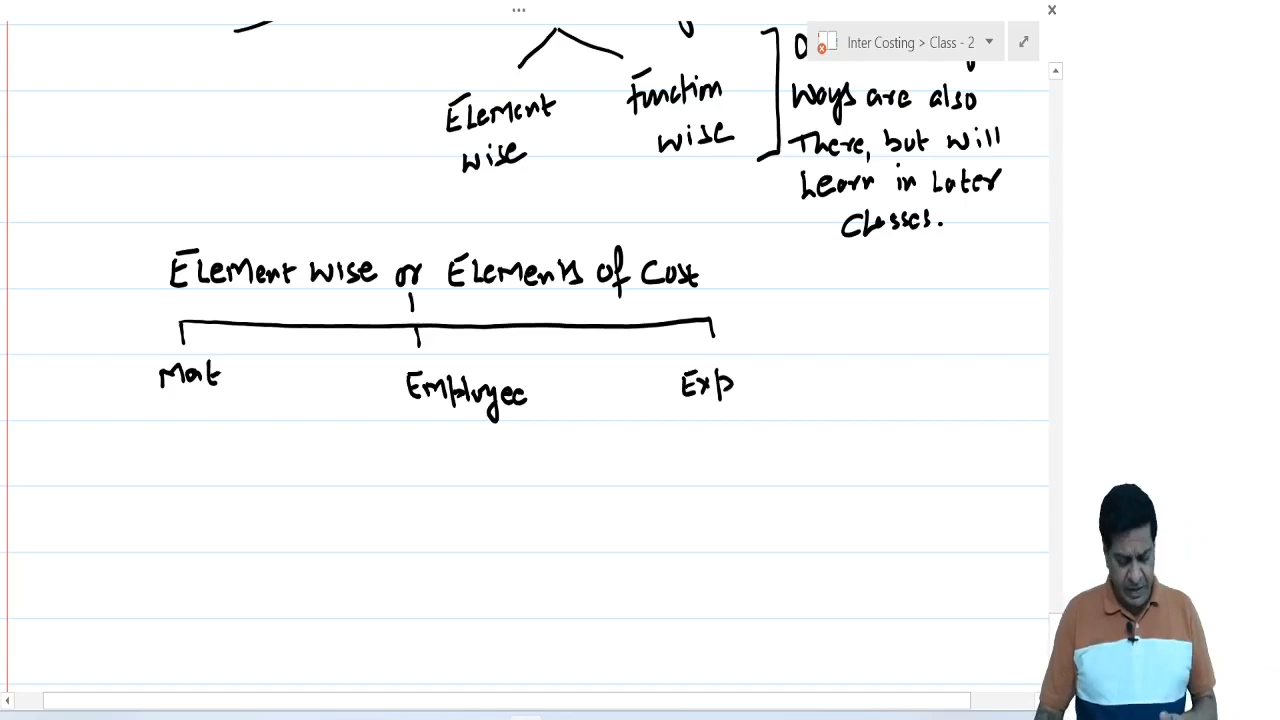 Inter Costing > Class - 2
Element
wise
Function
wise
ways are also
There, but will
Learn in Later
Classes.
Element wise or Elements of Cost
Mat
Employee
Exp